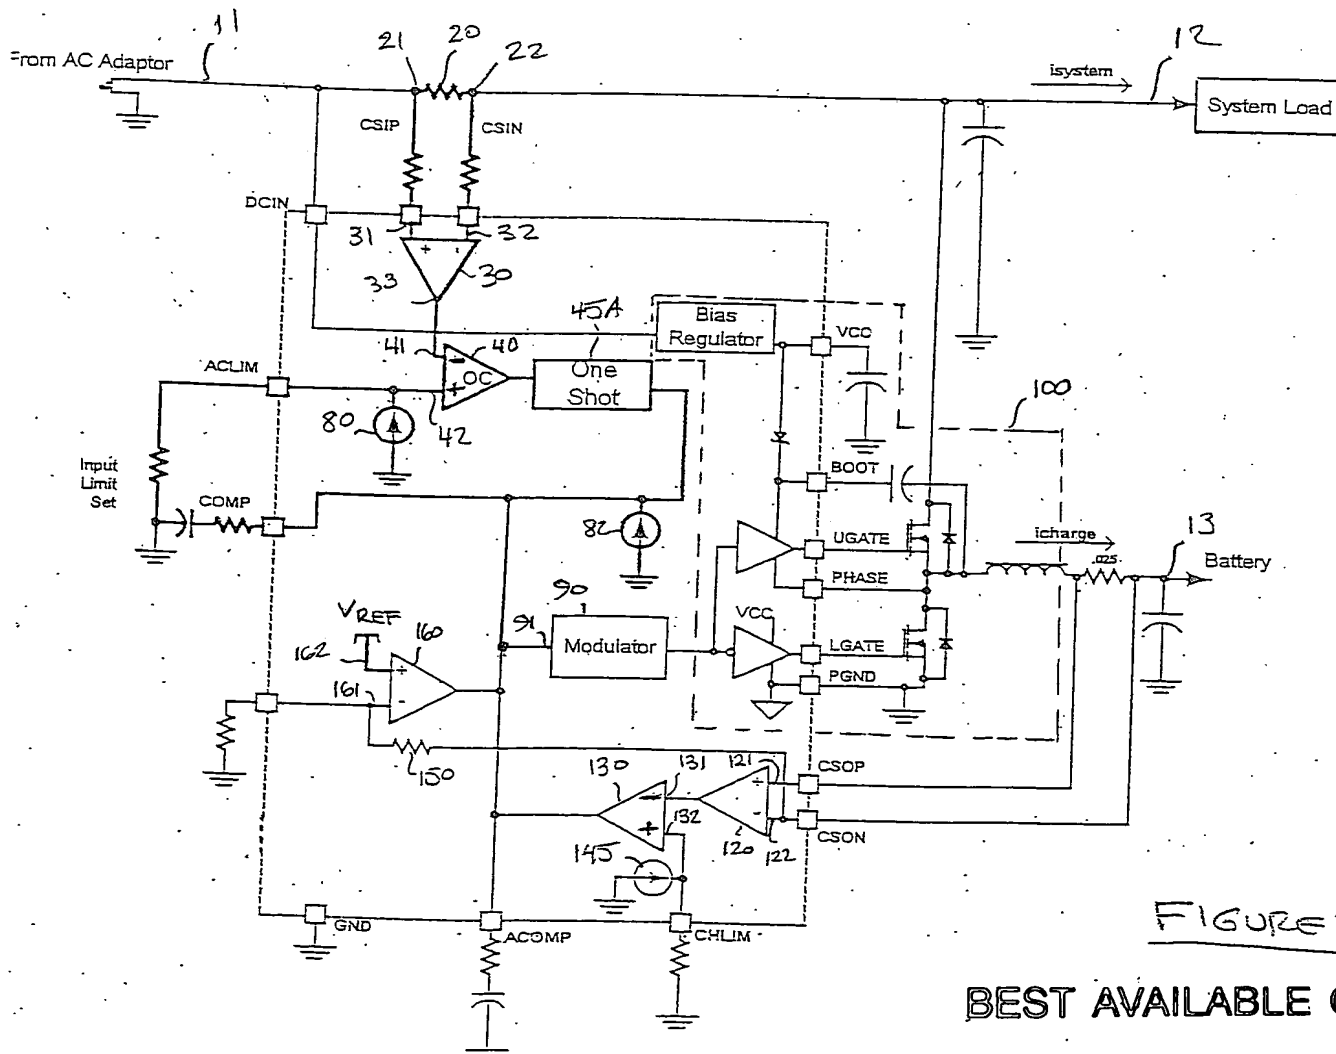 11
From AC Adaptor
21
20
22
isystem
12
System Load
CSIP
CSIN
DCIN
31
32
+ -
33
30
45A
Bias
Regulator
VCC
41
40
-
OC
+
One
Shot
ACLIM
100
80
42
Input
Limit
Set
BOOT
COMP
82
UGATE
icharge
13
.025
Battery
PHASE
90
VREF
160
91
Modulator
VCC
162
+
LGATE
161
-
PGND
150
130
131
121
CSOP
-
+
+
-
132
120
122
CSON
145
GND
ACOMP
CHLIM
FIGURE
BEST AVAILABLE